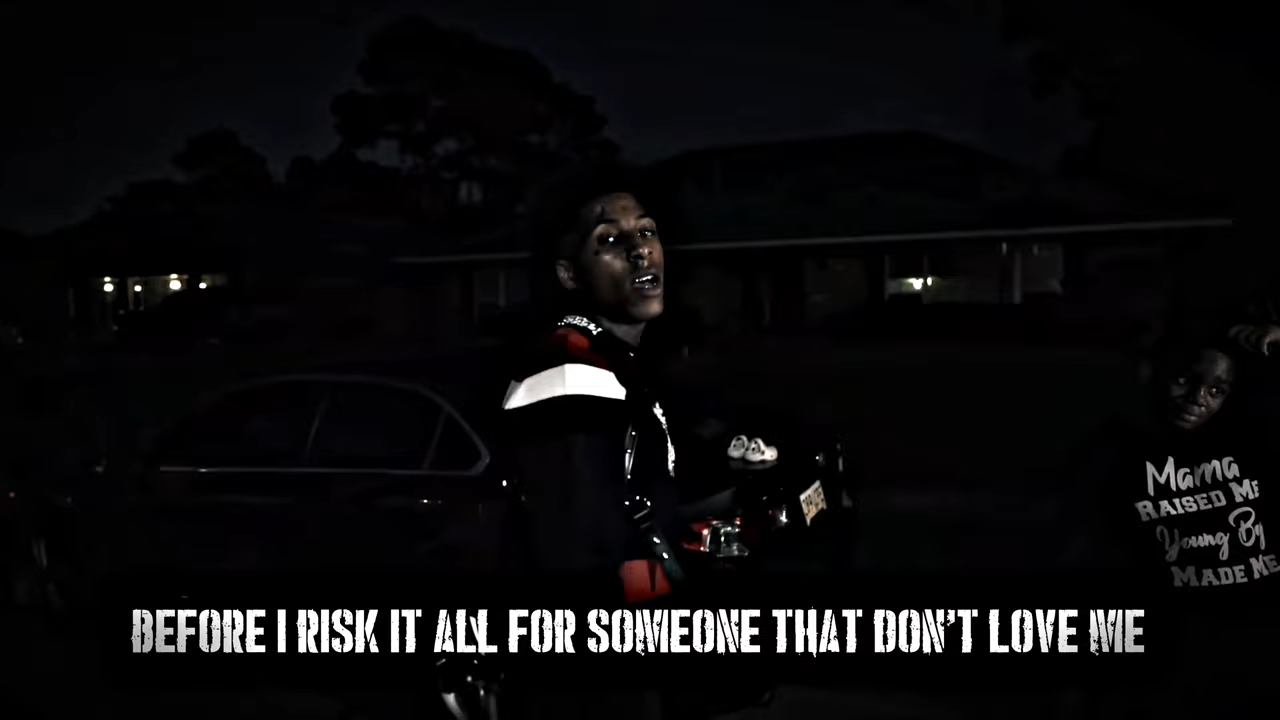 Mama
RAISED ME
Young By
MADE ME
BEFORE I RISK IT ALL FOR SOMEONE THAT DON'T LOVE ME